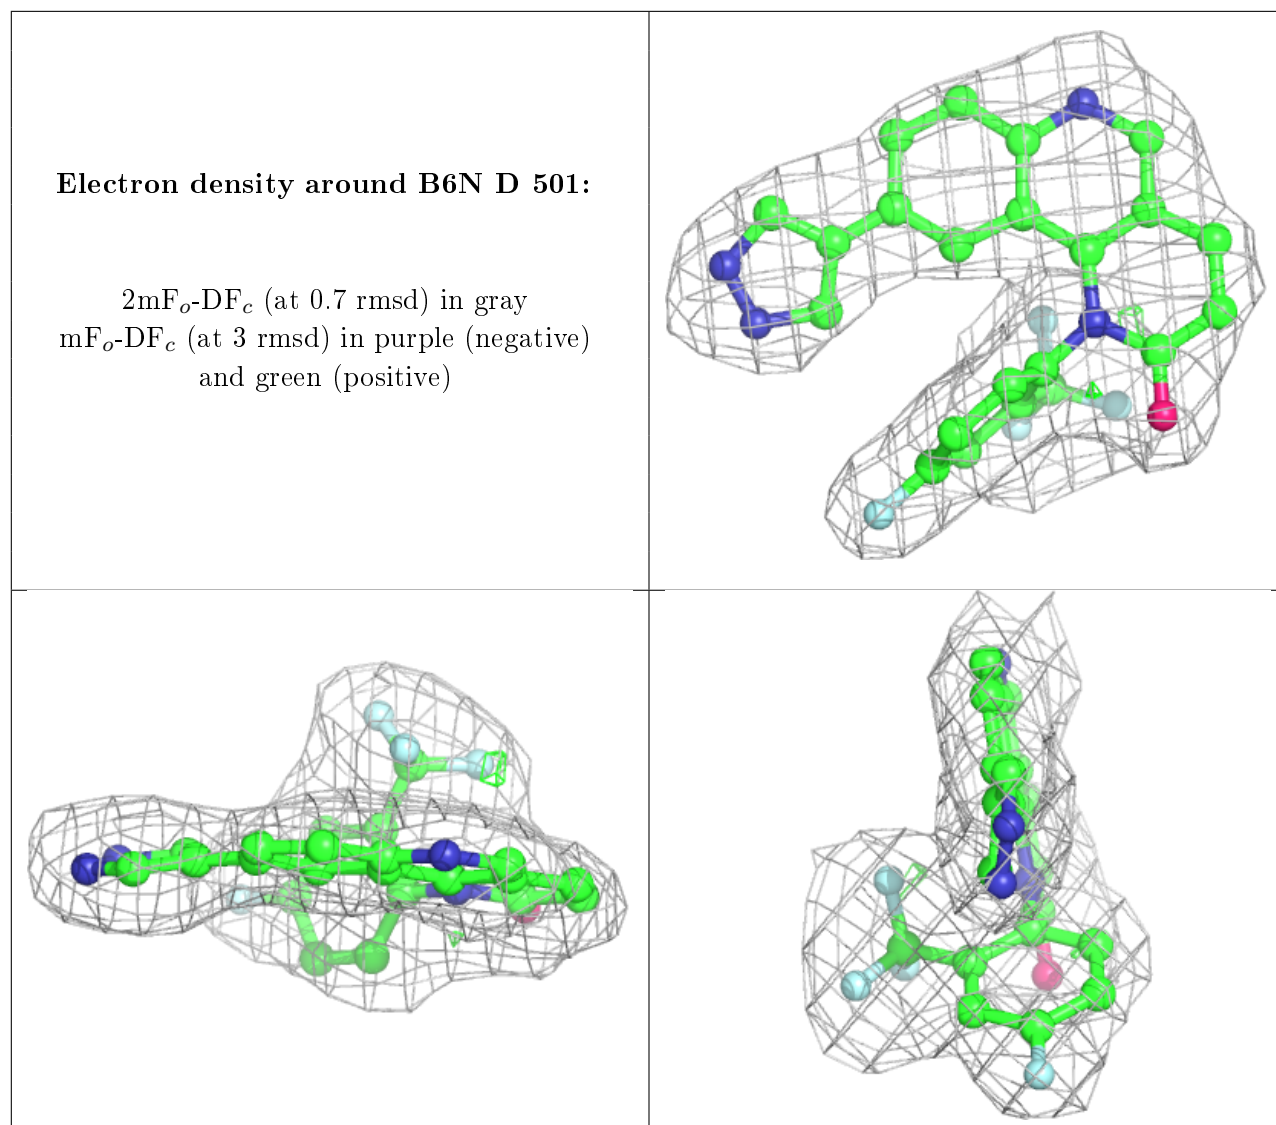 Electron density around B6N D 501:
2mFo-DFc (at 0.7 rmsd) in gray
mFo-DFc (at 3 rmsd) in purple (negative)
and green (positive)